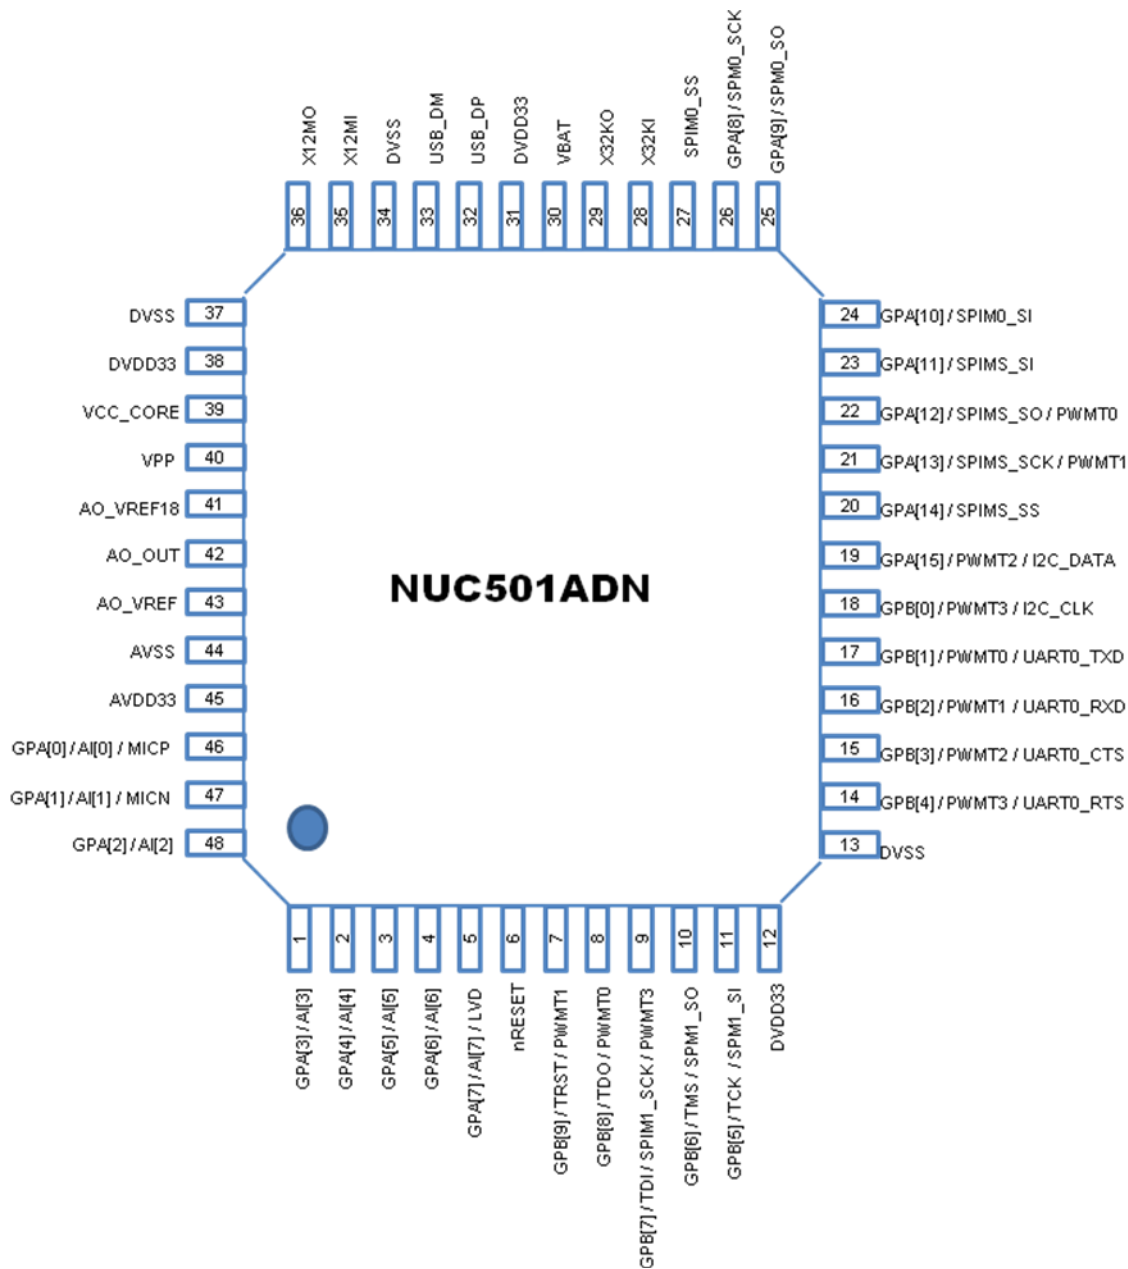 X12MO
X12MI
DVSS
USB_DM
USB_DP
DVDD33
VBAT
X32KO
X32KI
SPIM0_SS
GPA[8] / SPM0_SCK
GPA[9] / SPM0_SO
36
35
34
33
32
31
30
29
28
27
26
25
DVSS 37
DVDD33 38
VCC_CORE 39
VPP 40
AO_VREF18 41
AO_OUT 42
AO_VREF 43
AVSS 44
AVDD33 45
GPA[0] / AI[0] / MICP 46
GPA[1] / AI[1] / MICN 47
GPA[2] / AI[2] 48
NUC501ADN
24 GPA[10] / SPIM0_SI
23 GPA[11] / SPIMS_SI
22 GPA[12] / SPIMS_SO / PWMT0
21 GPA[13] / SPIMS_SCK / PWMT1
20 GPA[14] / SPIMS_SS
19 GPA[15] / PWMT2 / I2C_DATA
18 GPB[0] / PWMT3 / I2C_CLK
17 GPB[1] / PWMT0 / UART0_TXD
16 GPB[2] / PWMT1 / UART0_RXD
15 GPB[3] / PWMT2 / UART0_CTS
14 GPB[4] / PWMT3 / UART0_RTS
13 DVSS
1
2
3
4
5
6
7
8
9
10
11
12
GPA[3] / AI[3]
GPA[4] / AI[4]
GPA[5] / AI[5]
GPA[6] / AI[6]
GPA[7] / AI[7] / LVD
nRESET
GPB[9] / TRST / PWMT1
GPB[8] / TDO / PWMT0
GPB[7] / TDI / SPIM1_SCK / PWMT3
GPB[6] / TMS / SPM1_SO
GPB[5] / TCK / SPM1_SI
DVDD33